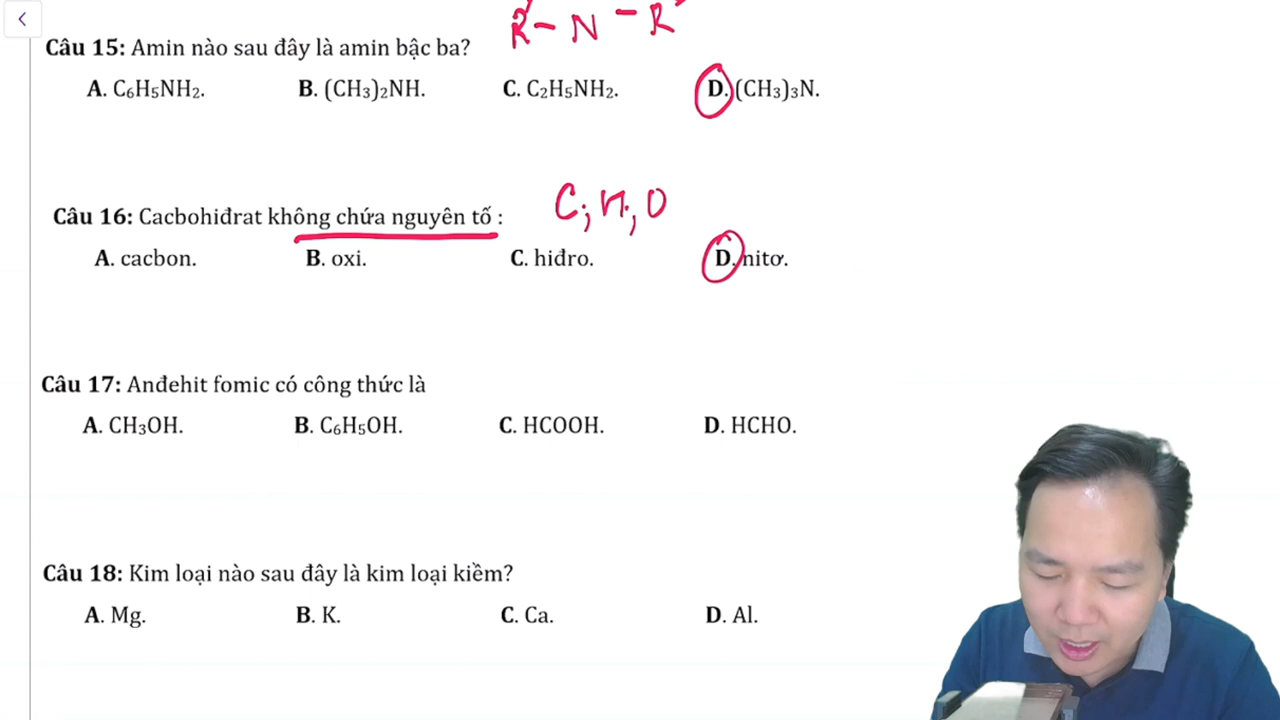 R' – N – R"
Câu 15: Amin nào sau đây là amin bậc ba?
A. C₆H₅NH₂. B. (CH₃)₂NH. C. C₂H₅NH₂. D. (CH₃)₃N.
C; H; O
Câu 16: Cacbohiđrat không chứa nguyên tố :
A. cacbon. B. oxi. C. hiđro. D. nitơ.
Câu 17: Anđehit fomic có công thức là
A. CH₃OH. B. C₆H₅OH. C. HCOOH. D. HCHO.
Câu 18: Kim loại nào sau đây là kim loại kiềm?
A. Mg. B. K. C. Ca. D. Al.